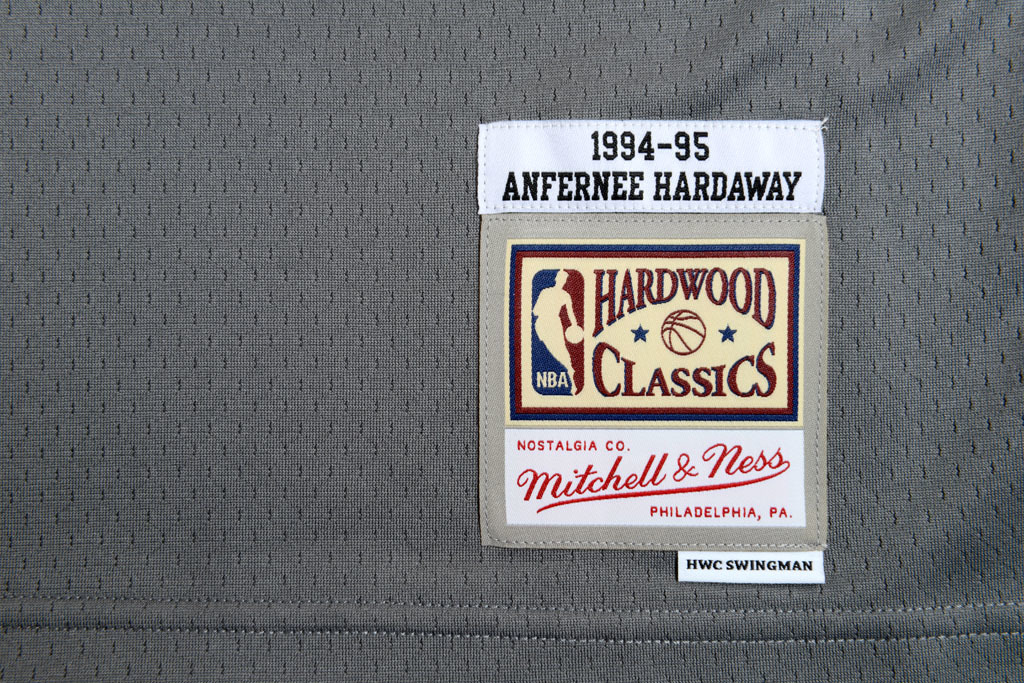 1994-95
ANFERNEE HARDAWAY
HARDWOOD
NBA
CLASSICS
NOSTALGIA CO.
Mitchell & Ness
PHILADELPHIA, PA.
HWC SWINGMAN